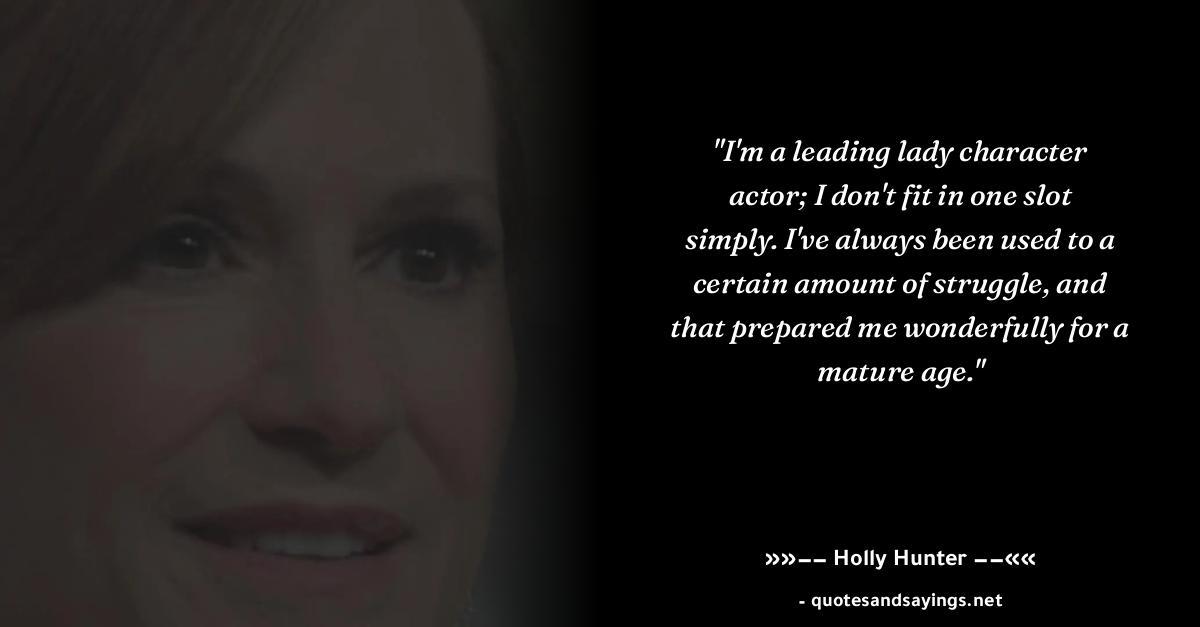 "I'm a leading lady character
actor; I don't fit in one slot
simply. I've always been used to a
certain amount of struggle, and
that prepared me wonderfully for a
mature age."
»»–– Holly Hunter ––««
- quotesandsayings.net